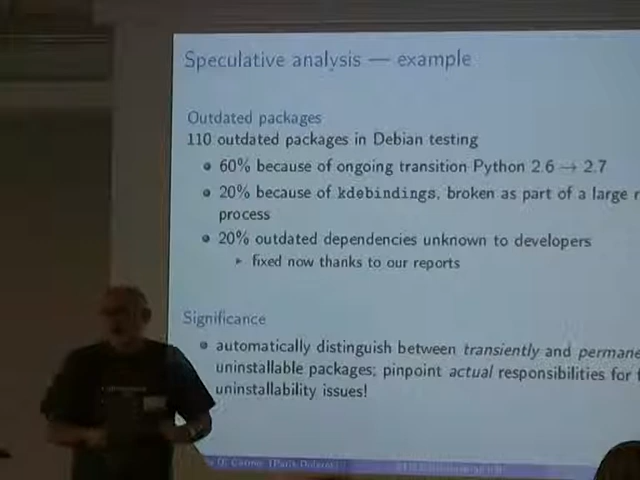 Speculative analysis — example
Outdated packages
110 outdated packages in Debian testing
60% because of ongoing transition Python 2.6 → 2.7
20% because of kdebindings, broken as part of a large
process
20% outdated dependencies unknown to developers
fixed now thanks to our reports
Significance
automatically distinguish between transiently and
uninstallable packages; pinpoint actual responsibilities for
uninstallability issues!